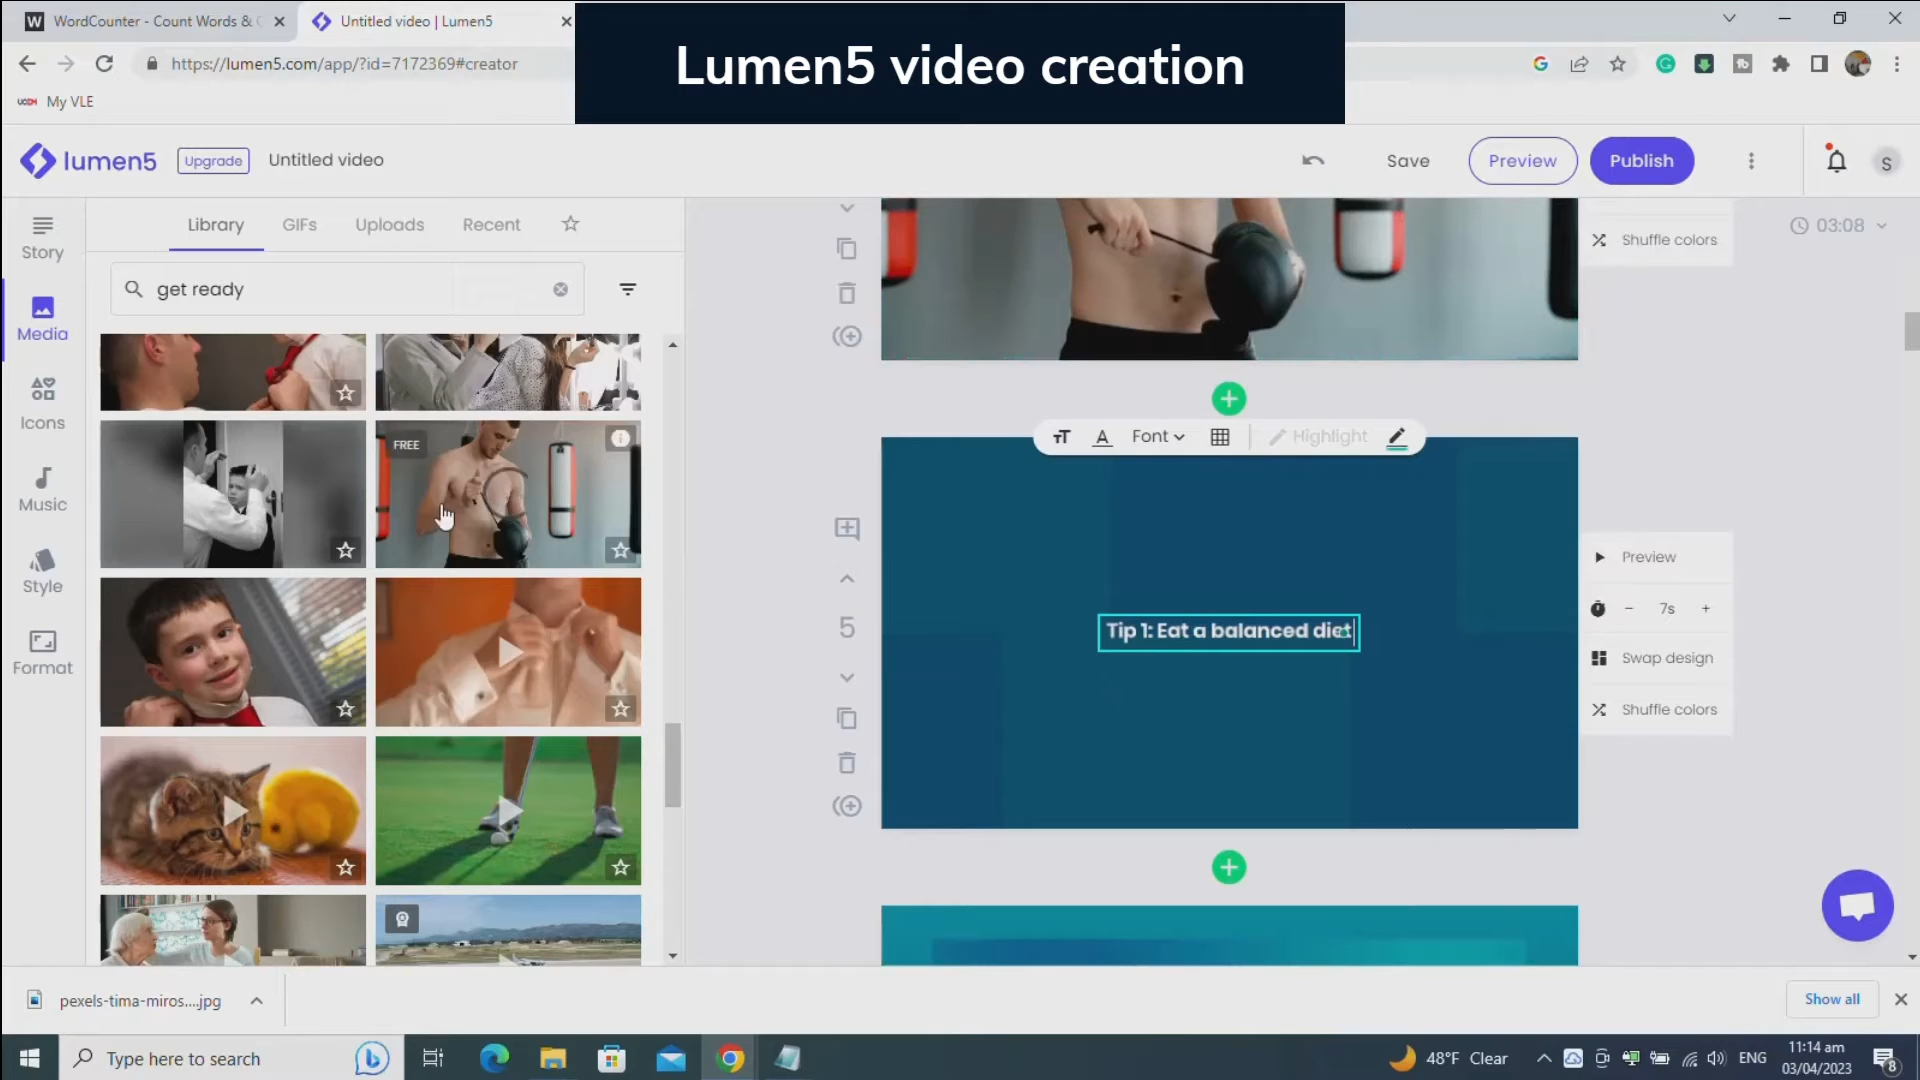 WordCounter - Count Words & C
Untitled video | Lumen5
Lumen5 video creation
https://lumen5.com/app/?id=7172369#creator
UCEM My VLE
lumen5
Upgrade
Untitled video
Save
Preview
Publish
S
Story
Media
Icons
Music
Style
Format
Library
GIFs
Uploads
Recent
get ready
FREE
Shuffle colors
03:08
Font
Highlight
5
Tip 1: Eat a balanced diet
Preview
7s
Swap design
Shuffle colors
pexels-tima-miros....jpg
Show all
Type here to search
48°F Clear
ENG
11:14 am
03/04/2023
8